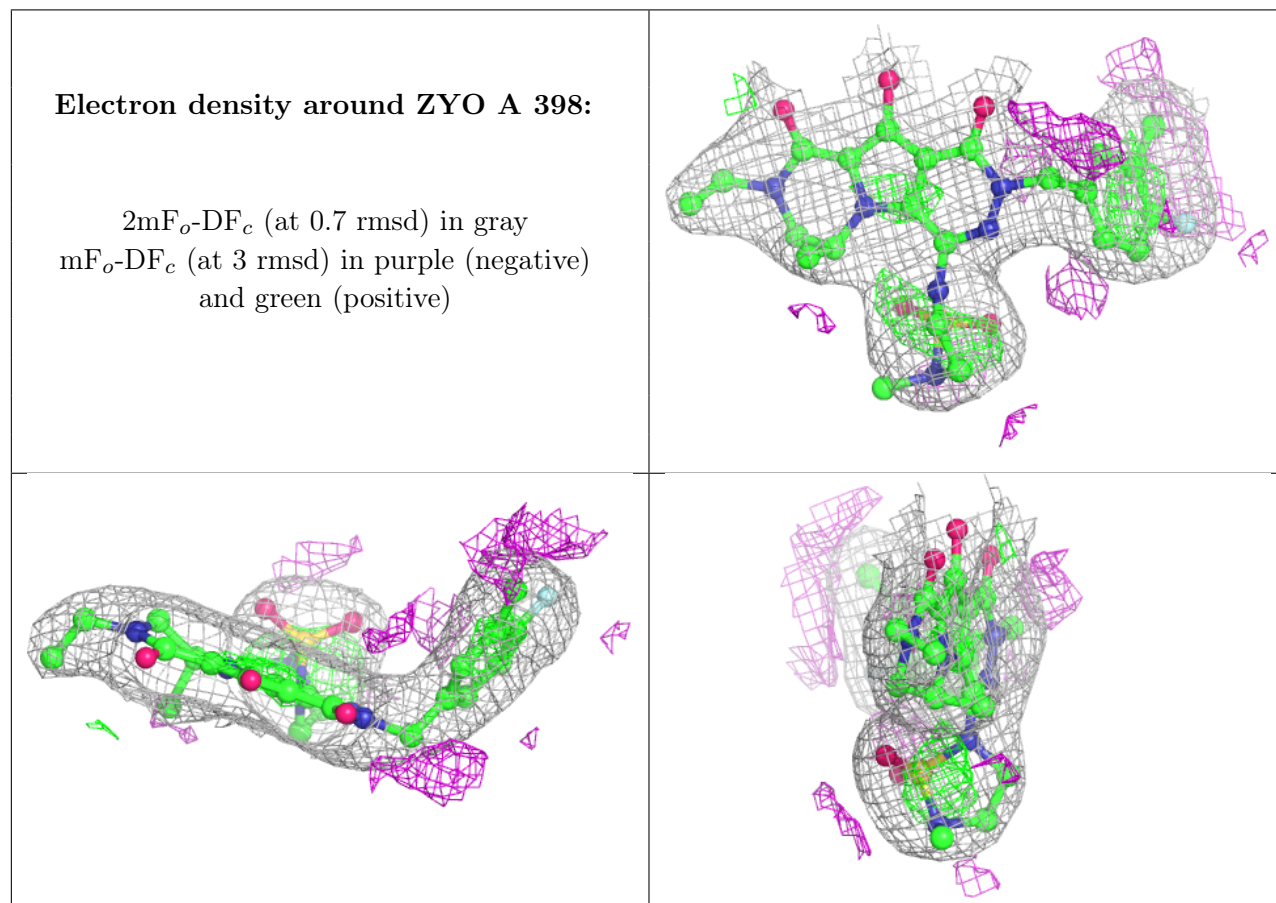 Electron density around ZYO A 398:
2mFo-DFc (at 0.7 rmsd) in gray
mFo-DFc (at 3 rmsd) in purple (negative)
and green (positive)